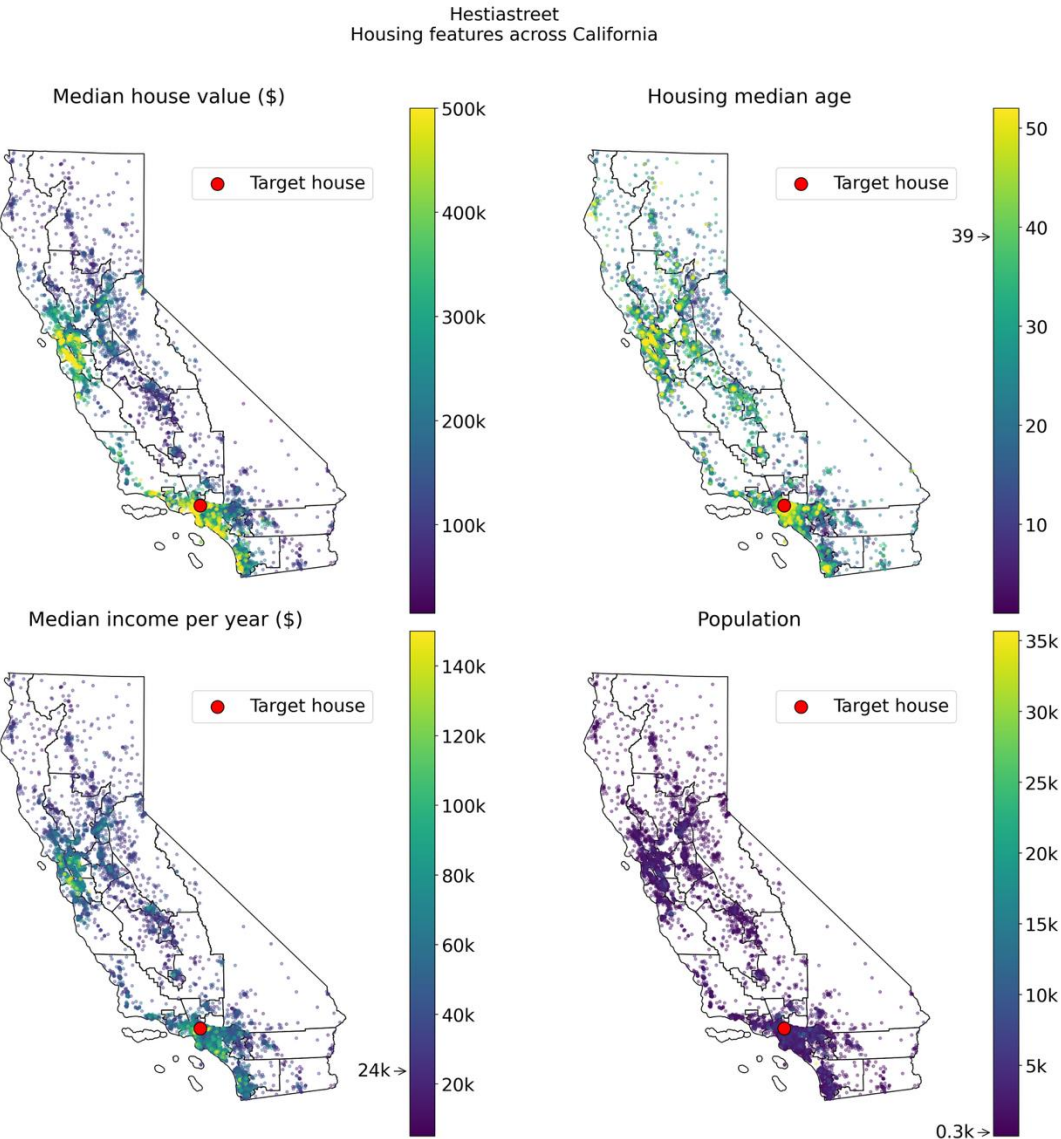 Hestiastreet
Housing features across California
Median house value ($)
Target house
500k
400k
300k
200k
100k
Housing median age
Target house
50
40
39
30
20
10
Median income per year ($)
Target house
140k
120k
100k
80k
60k
40k
24k
20k
Population
Target house
35k
30k
25k
20k
15k
10k
5k
0.3k